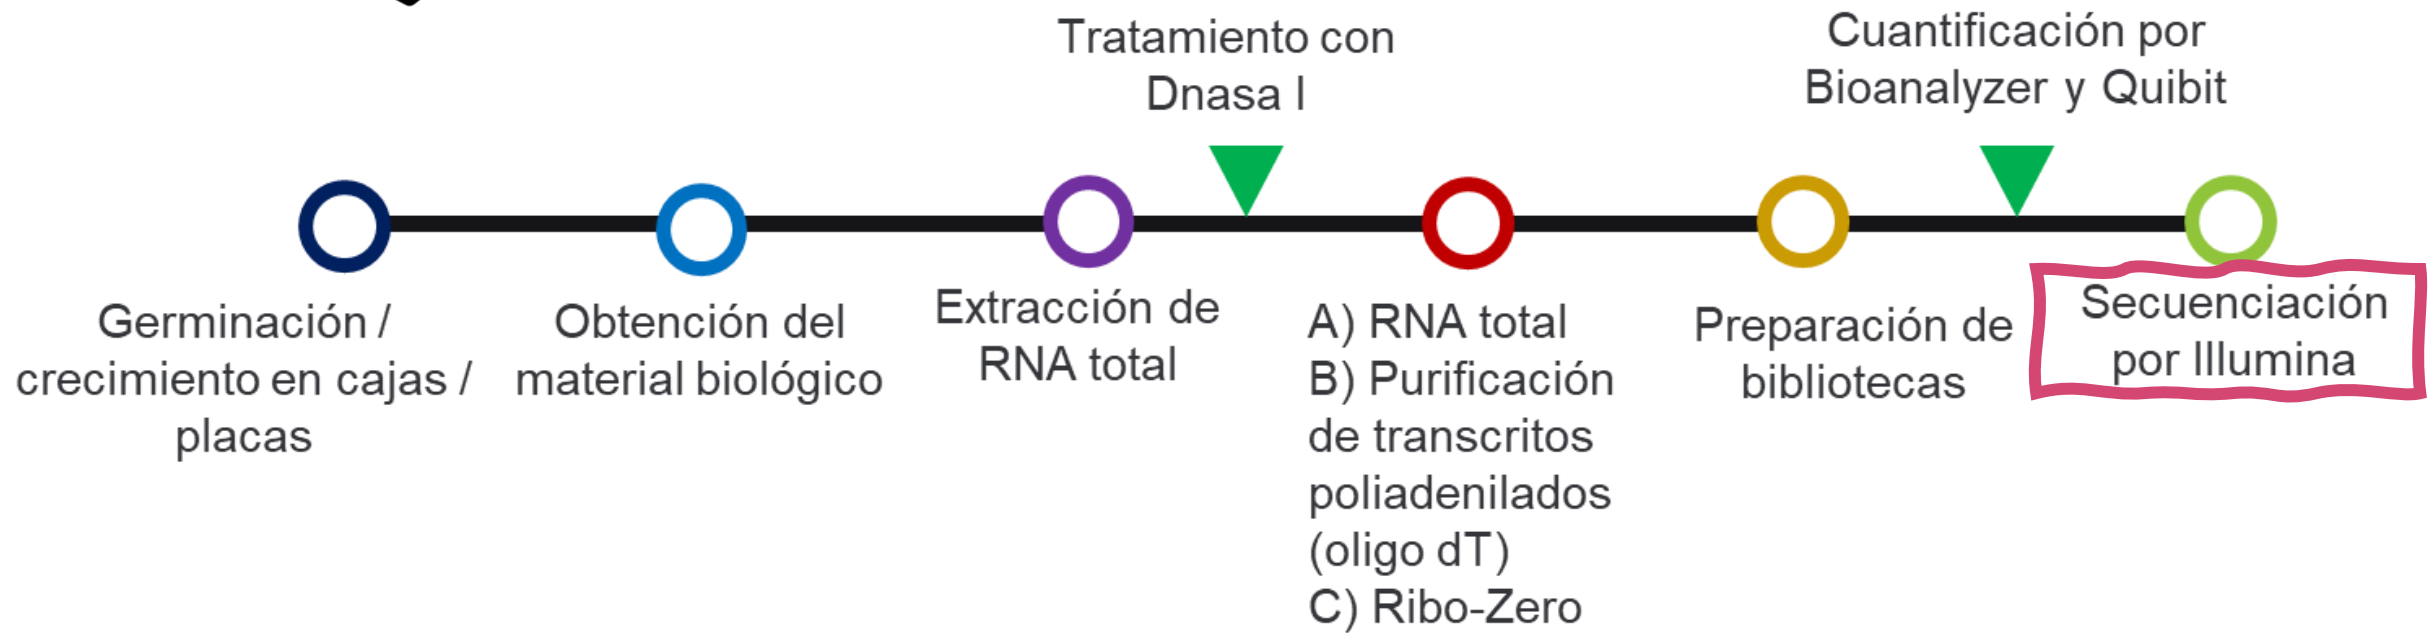 Tratamiento con
Dnasa I
Cuantificación por
Bioanalyzer y Quibit
Germinación /
crecimiento en cajas /
placas
Obtención del
material biológico
Extracción de
RNA total
A) RNA total
B) Purificación
de transcritos
poliadenilados
(oligo dT)
C) Ribo-Zero
Preparación de
bibliotecas
Secuenciación
por Illumina